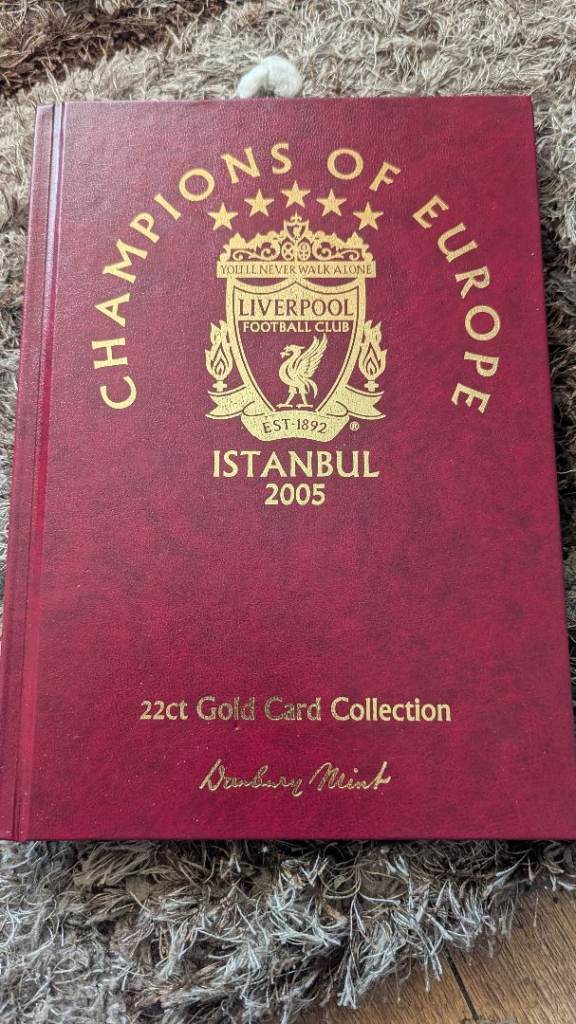 CHAMPIONS OF EUROPE
YOU'LL NEVER WALK ALONE
LIVERPOOL
FOOTBALL CLUB
EST·1892 ®
ISTANBUL
2005
22ct Gold Card Collection
Danbury Mint